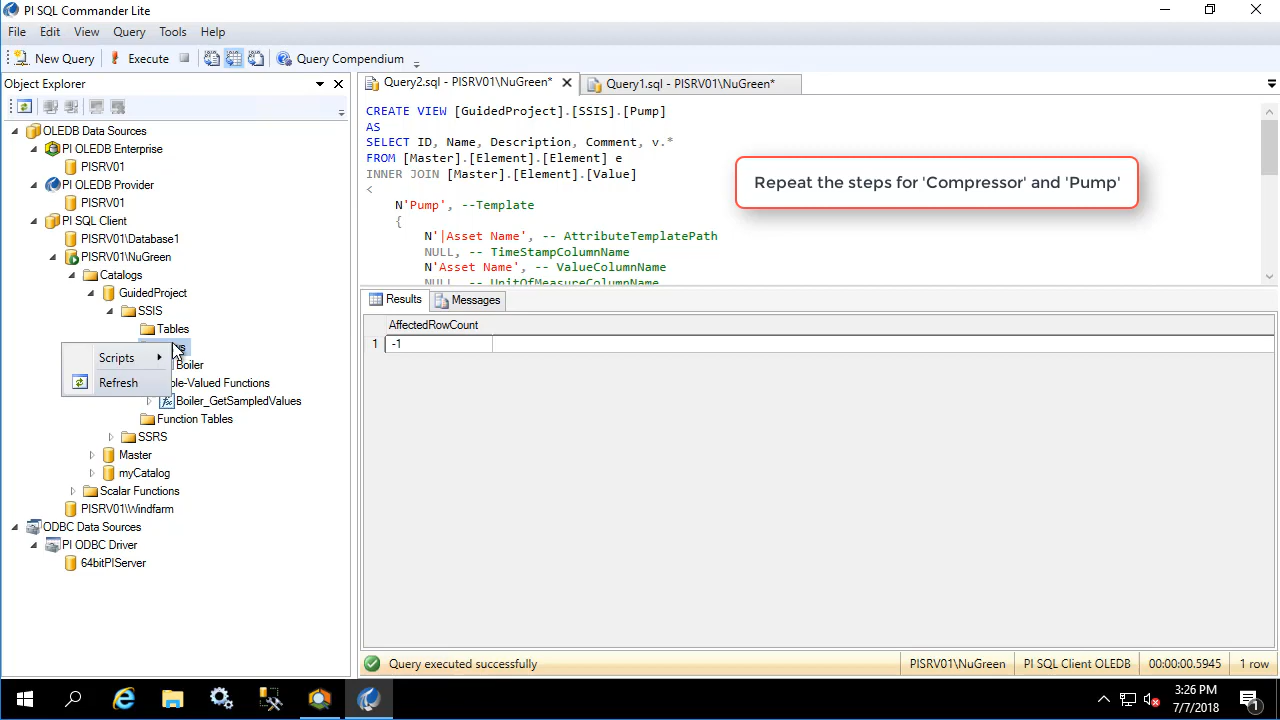 PI SQL Commander Lite
File Edit View Query Tools Help
New Query Execute Query Compendium
Object Explorer
OLEDB Data Sources
PI OLEDB Enterprise
PISRV01
PI OLEDB Provider
PISRV01
PI SQL Client
PISRV01\Database1
PISRV01\NuGreen
Catalogs
GuidedProject
SSIS
Tables
Scripts
Refresh
Boiler
Boiler_GetSampledValues
Function Tables
SSRS
Master
myCatalog
Scalar Functions
PISRV01\Windfarm
ODBC Data Sources
PI ODBC Driver
64bitPIServer
Query2.sql - PISRV01\NuGreen* Query1.sql - PISRV01\NuGreen*
CREATE VIEW [GuidedProject].[SSIS].[Pump]
AS
SELECT ID, Name, Description, Comment, v.*
FROM [Master].[Element].[Element] e
INNER JOIN [Master].[Element].[Value]
<
N'Pump', --Template
{
N'|Asset Name', -- AttributeTemplatePath
NULL, -- TimeStampColumnName
N'Asset Name', -- ValueColumnName
NULL, -- UnitOfMeasureColumnName
Repeat the steps for 'Compressor' and 'Pump'
Results Messages
AffectedRowCount
1 -1
Query executed successfully PISRV01\NuGreen PI SQL Client OLEDB 00:00:00.5945 1 row
3:26 PM
7/7/2018
1